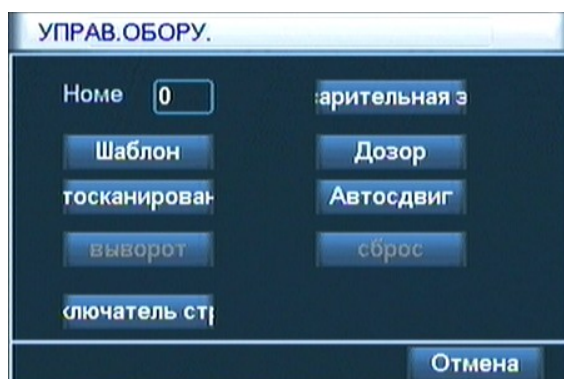 УПРАВ.ОБОРУ.
Номе 0 арительная з
Шаблон Дозор
тосканирован Автосдвиг
выворот сброс
ключатель стр
Отмена